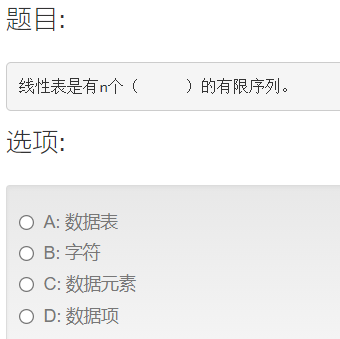 题目:
线性表是有n个（　　）的有限序列。
选项:
A: 数据表
B: 字符
C: 数据元素
D: 数据项